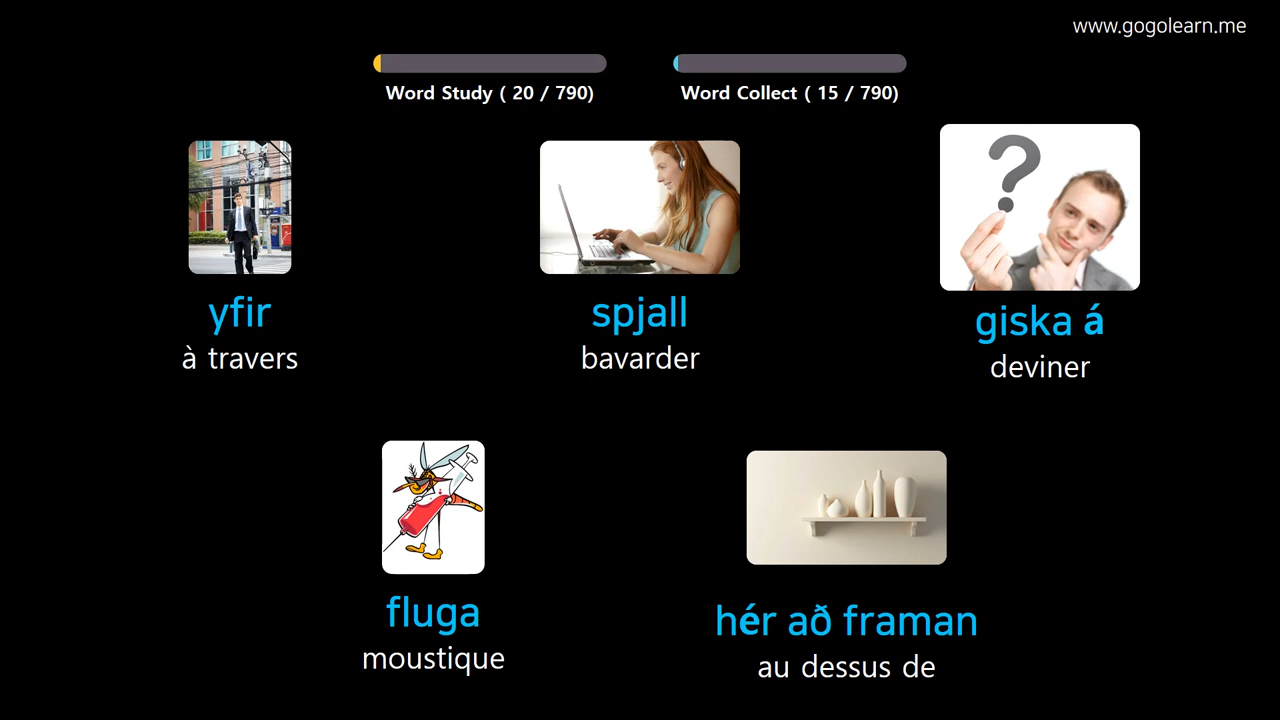 www.gogolearn.me
Word Study ( 20 / 790)
Word Collect ( 15 / 790)
yfir
à travers
spjall
bavarder
giska á
deviner
fluga
moustique
hér að framan
au dessus de